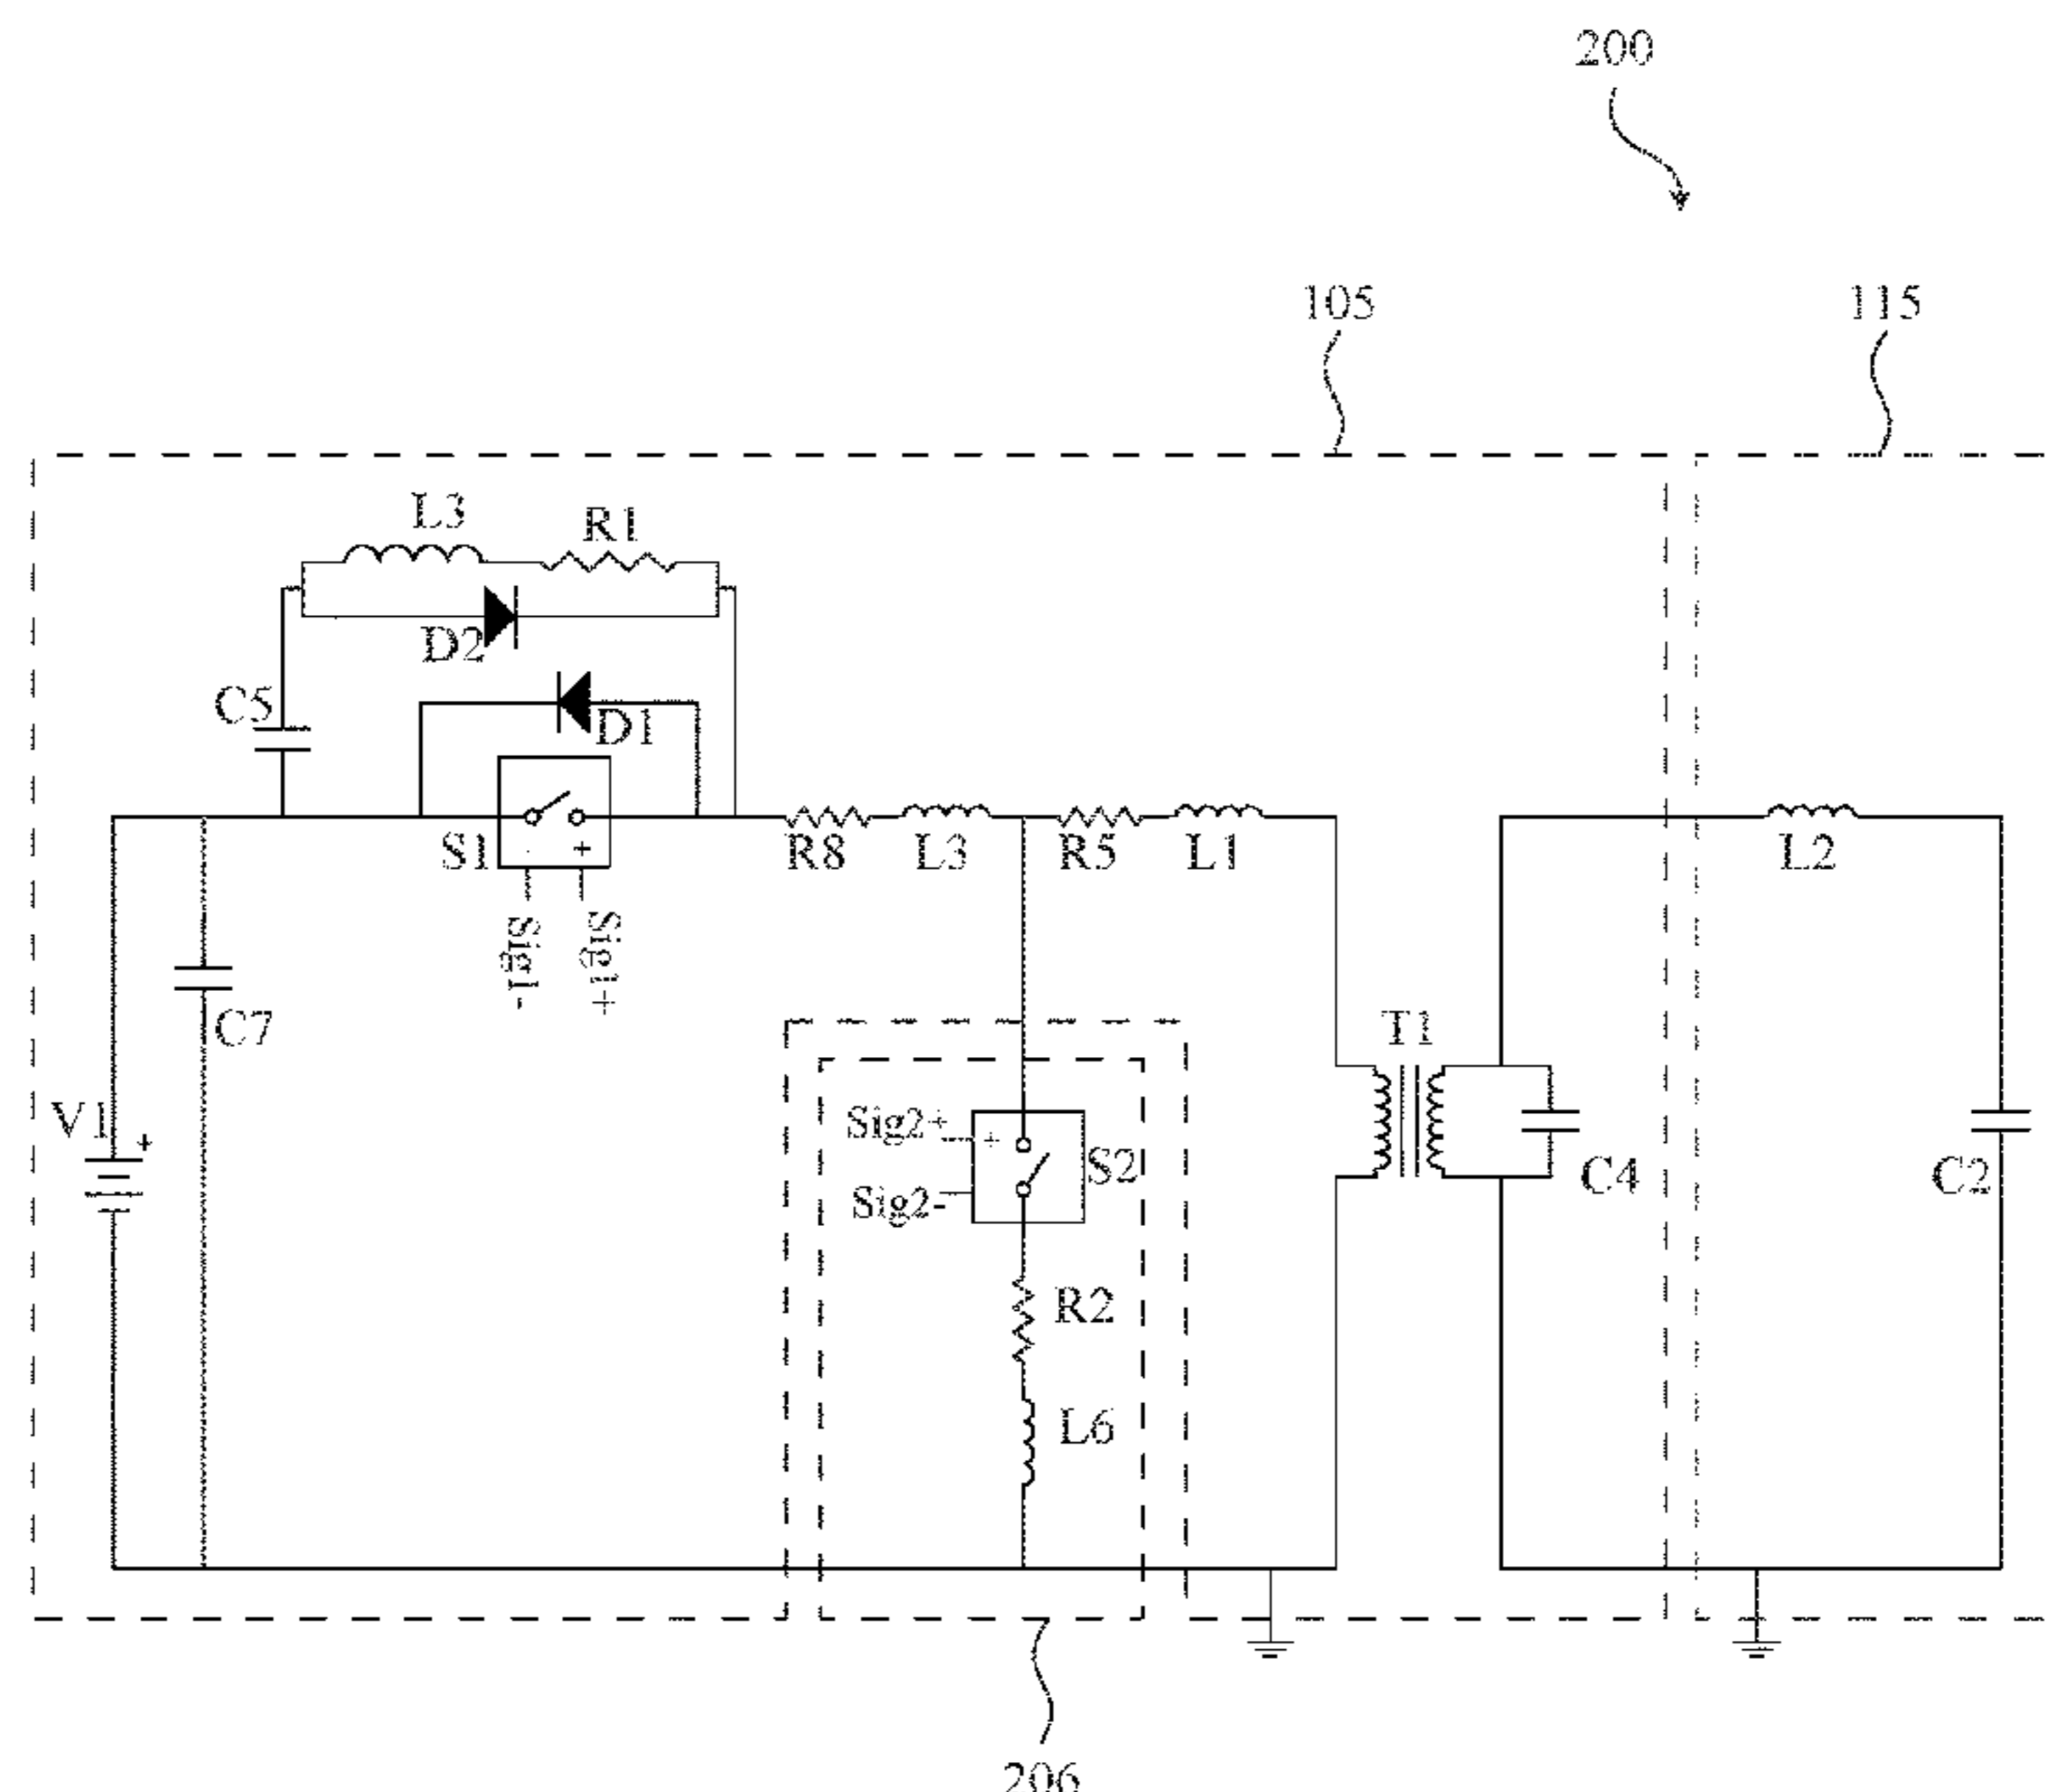 200
105
115
L3
R1
D2
C5
D1
S1
- +
R8
L3
R5
L1
L2
Sig1-
Sig1+
C7
T1
V1
+
Sig2+
+
S2
Sig2-
C4
C2
R2
L6
206